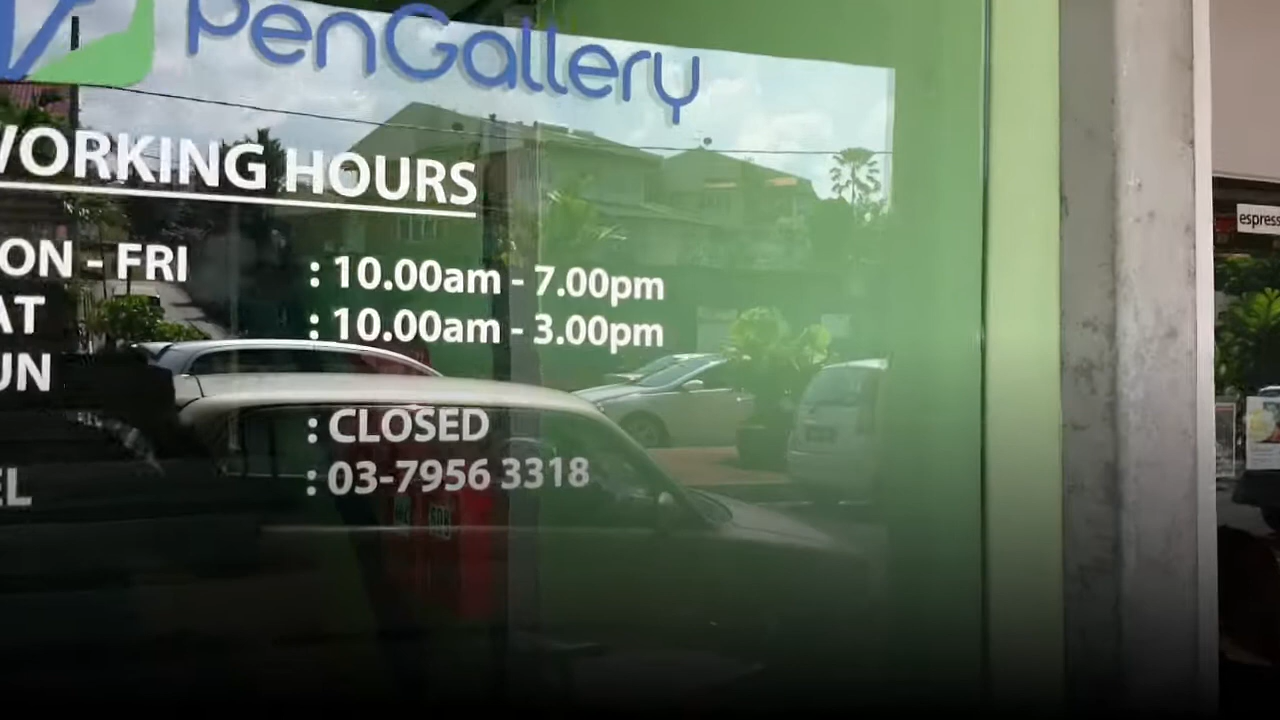 PenGallery
WORKING HOURS
ON - FRI : 10.00am - 7.00pm
AT : 10.00am - 3.00pm
UN
: CLOSED
EL : 03-7956 3318
espress